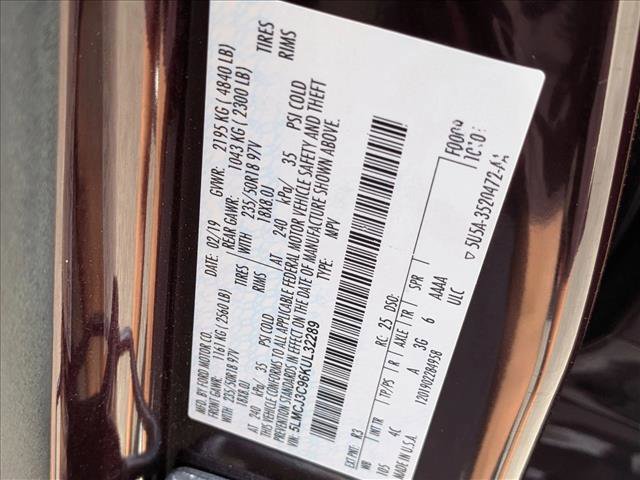 MFD. BY FORD MOTOR CO.
DATE: 02/19 GVWR: 2195 KG ( 4840 LB)
FRONT GAWR: 1161 KG ( 2560 LB) REAR GAWR: 1043 KG ( 2300 LB)
WITH 235/50R18 97V TIRES WITH 235/50R18 97V TIRES
18X8.0J RIMS 18X8.0J RIMS
AT 240 kPa/ 35 PSI COLD AT 240 kPa/ 35 PSI COLD
THIS VEHICLE CONFORMS TO ALL APPLICABLE FEDERAL MOTOR VEHICLE SAFETY AND THEFT
PREVENTION STANDARDS IN EFFECT ON THE DATE OF MANUFACTURE SHOWN ABOVE.
VIN: 5LMCJ3C96KUL32289
TYPE: MPV
EXT PNT: R3 RC: 25 DSO:
WB INT TR TP/PS R AXLE TR SPR
105 4C A 3G 6 AAAA
MADE IN U.S.A. 1201902284958 ULC
5U5A-3520472-AA